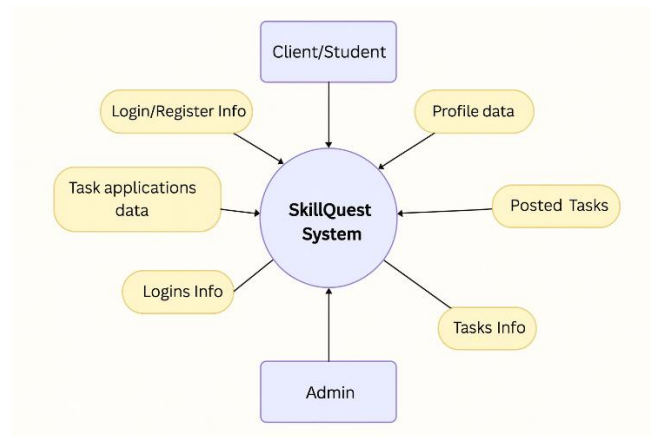 Client/Student
Login/Register Info
Profile data
Task applications
data
SkillQuest
System
Posted Tasks
Logins Info
Tasks Info
Admin